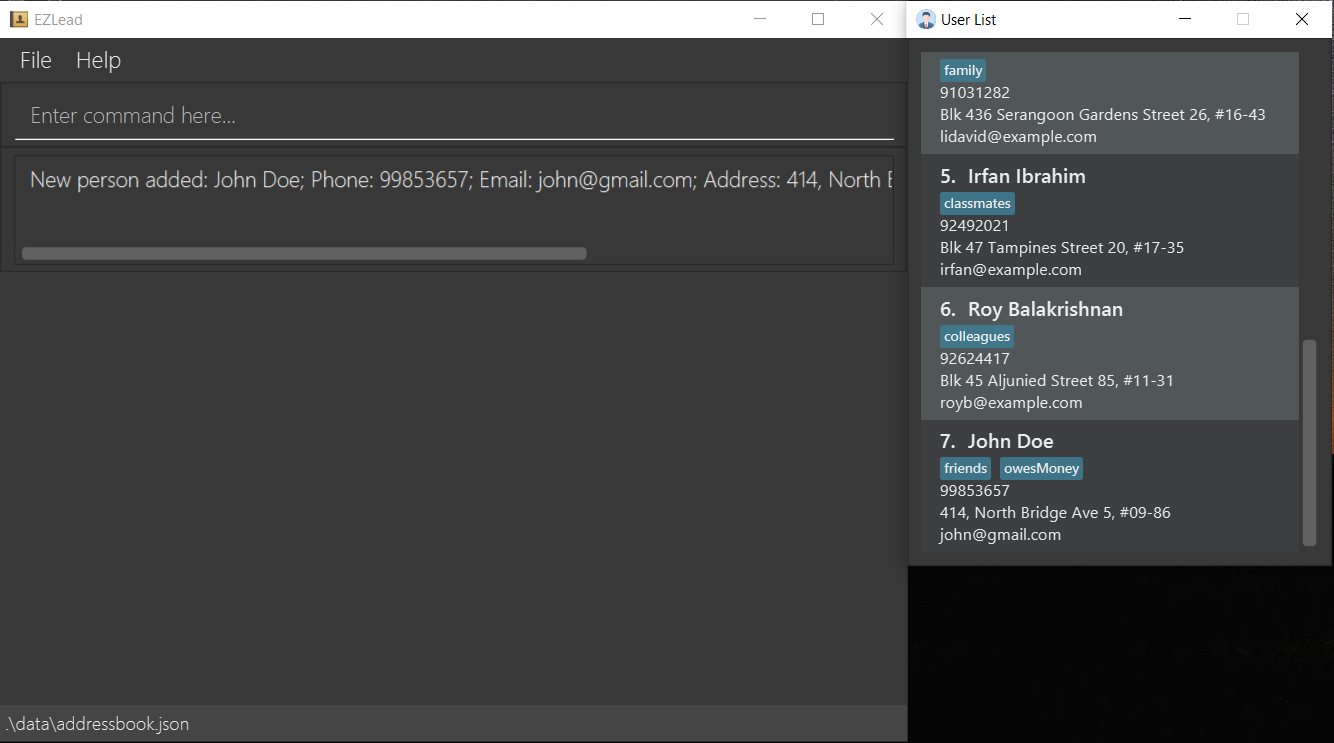 EZLead
File Help
Enter command here...
New person added: John Doe; Phone: 99853657; Email: john@gmail.com; Address: 414, North
.\data\addressbook.json
User List
family
91031282
Blk 436 Serangoon Gardens Street 26, #16-43
lidavid@example.com
5. Irfan Ibrahim
classmates
92492021
Blk 47 Tampines Street 20, #17-35
irfan@example.com
6. Roy Balakrishnan
colleagues
92624417
Blk 45 Aljunied Street 85, #11-31
royb@example.com
7. John Doe
friends owesMoney
99853657
414, North Bridge Ave 5, #09-86
john@gmail.com